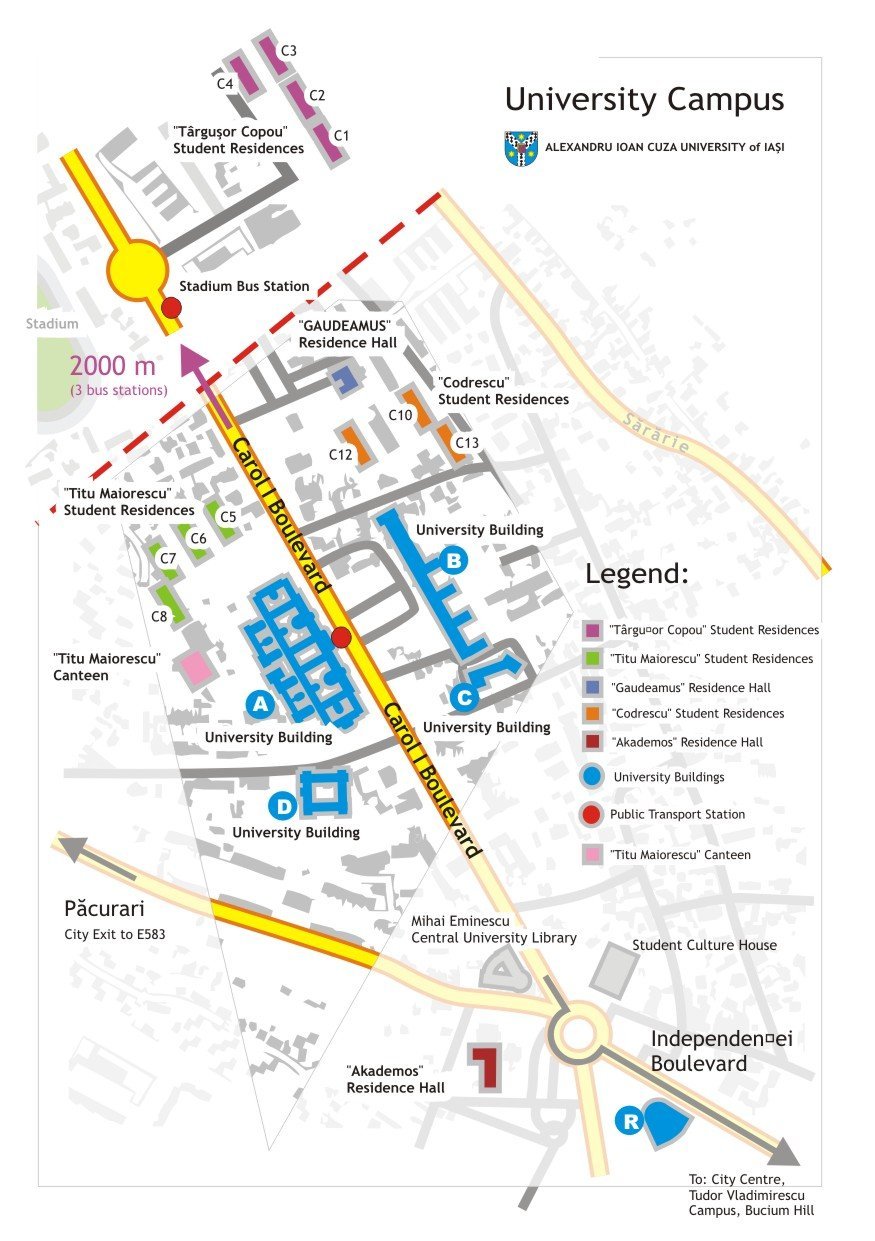 C3
C4
C2
C1
"Târguşor Copou"
Student Residences
University Campus
ALEXANDRU IOAN CUZA UNIVERSITY of IAŞI
Stadium Bus Station
Stadium
2000 m
(3 bus stations)
"GAUDEAMUS"
Residence Hall
"Codrescu"
Student Residences
C10
C13
C12
Sărărie
Carol I Boulevard
"Titu Maiorescu"
Student Residences
C5
C6
C7
C8
University Building
B
"Titu Maiorescu"
Canteen
A
University Building
C
University Building
Carol I Boulevard
D
University Building
Legend:
"Târgu□or Copou" Student Residences
"Titu Maiorescu" Student Residences
"Gaudeamus" Residence Hall
"Codrescu" Student Residences
"Akademos" Residence Hall
University Buildings
Public Transport Station
"Titu Maiorescu" Canteen
Păcurari
City Exit to E583
Mihai Eminescu
Central University Library
Student Culture House
Independen□ei
Boulevard
"Akademos"
Residence Hall
R
To: City Centre,
Tudor Vladimirescu
Campus, Bucium Hill